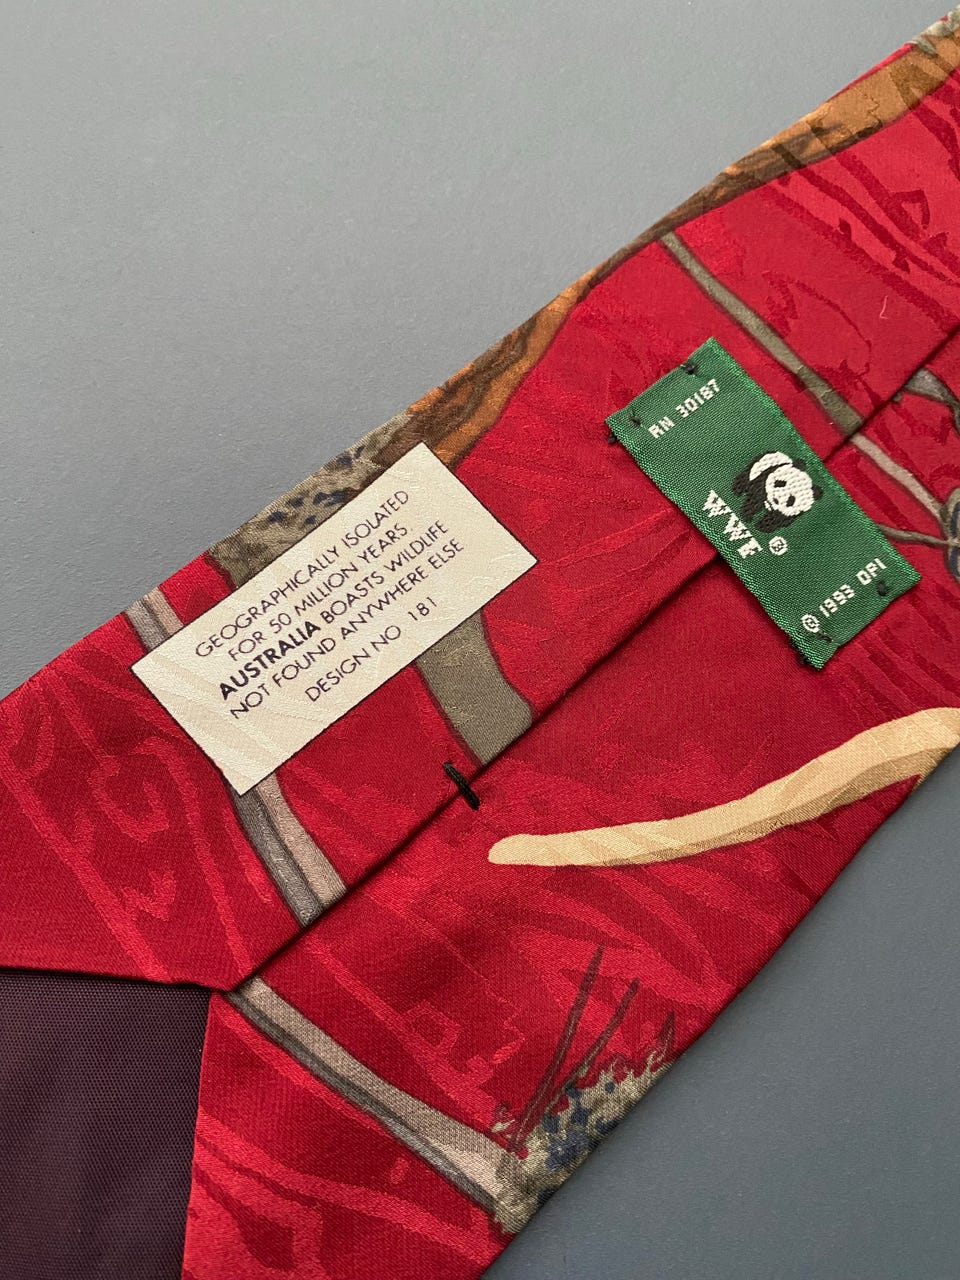 GEOGRAPHICALLY ISOLATED
FOR 50 MILLION YEARS,
AUSTRALIA BOASTS WILDLIFE
NOT FOUND ANYWHERE ELSE
DESIGN NO 181
RN 30187
WWF ®
© 1993 OPI